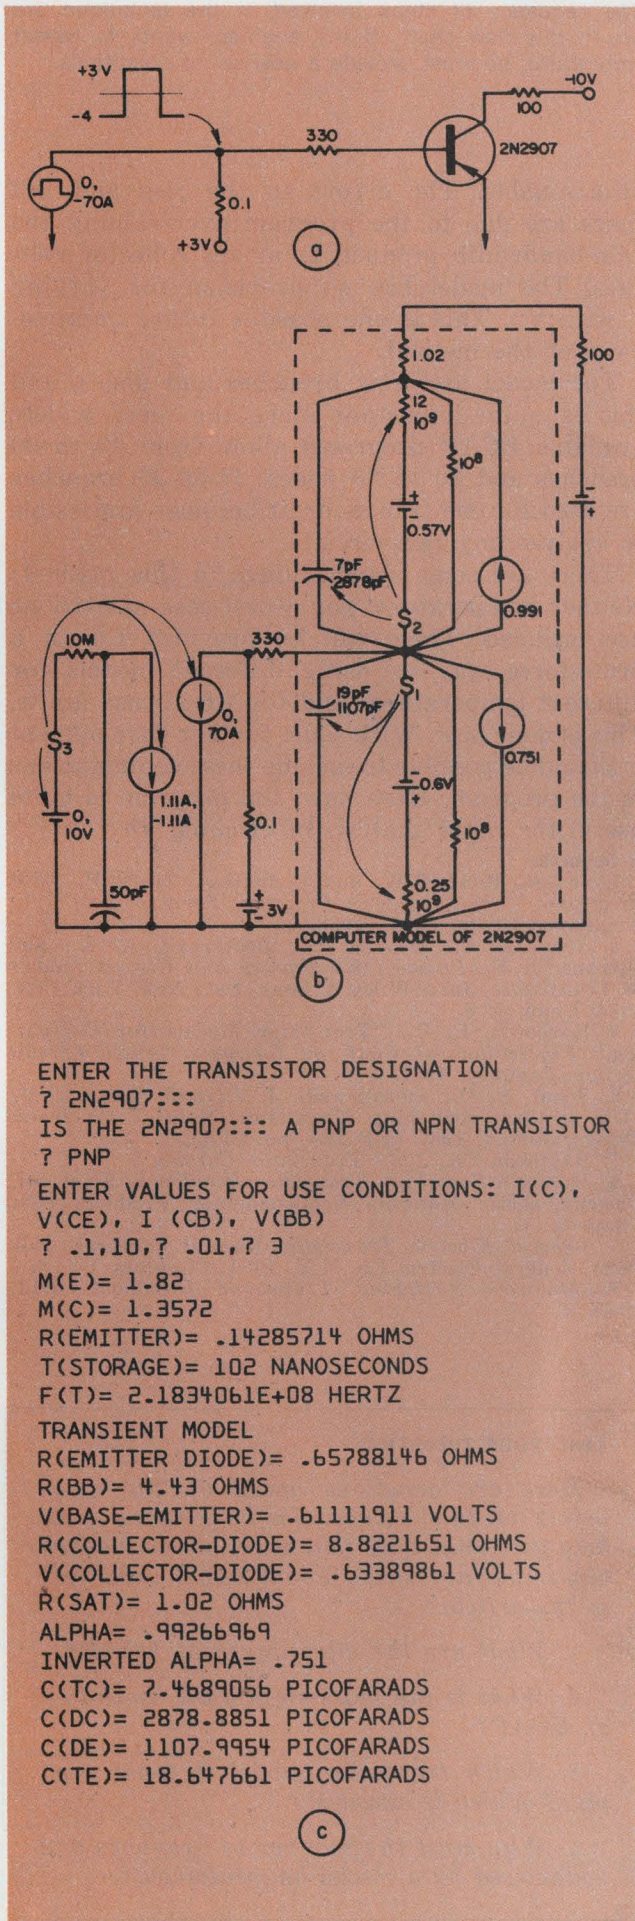 +3V
-4
-10V
100
330
2N2907
0,
-70A
0.1
+3V
a
1.02
100
12
10⁹
10⁸
+
-
0.57V
-
+
7pF
2878pF
0.991
S2
10M
330
S1
19pF
1107pF
0,
70A
0.751
S3
-
0.6V
+
1.11A,
-1.11A
0,
10V
0.1
10⁸
0.25
10⁹
50pF
+
-
3V
COMPUTER MODEL OF 2N2907
b
ENTER THE TRANSISTOR DESIGNATION
? 2N2907:::
IS THE 2N2907::: A PNP OR NPN TRANSISTOR
? PNP
ENTER VALUES FOR USE CONDITIONS: I(C),
V(CE), I (CB), V(BB)
? .1,10,? .01,? 3
M(E)= 1.82
M(C)= 1.3572
R(EMITTER)= .14285714 OHMS
T(STORAGE)= 102 NANOSECONDS
F(T)= 2.1834061E+08 HERTZ
TRANSIENT MODEL
R(EMITTER DIODE)= .65788146 OHMS
R(BB)= 4.43 OHMS
V(BASE-EMITTER)= .61111911 VOLTS
R(COLLECTOR-DIODE)= 8.8221651 OHMS
V(COLLECTOR-DIODE)= .63389861 VOLTS
R(SAT)= 1.02 OHMS
ALPHA= .99266969
INVERTED ALPHA= .751
C(TC)= 7.4689056 PICOFARADS
C(DC)= 2878.8851 PICOFARADS
C(DE)= 1107.9954 PICOFARADS
C(TE)= 18.647661 PICOFARADS
c